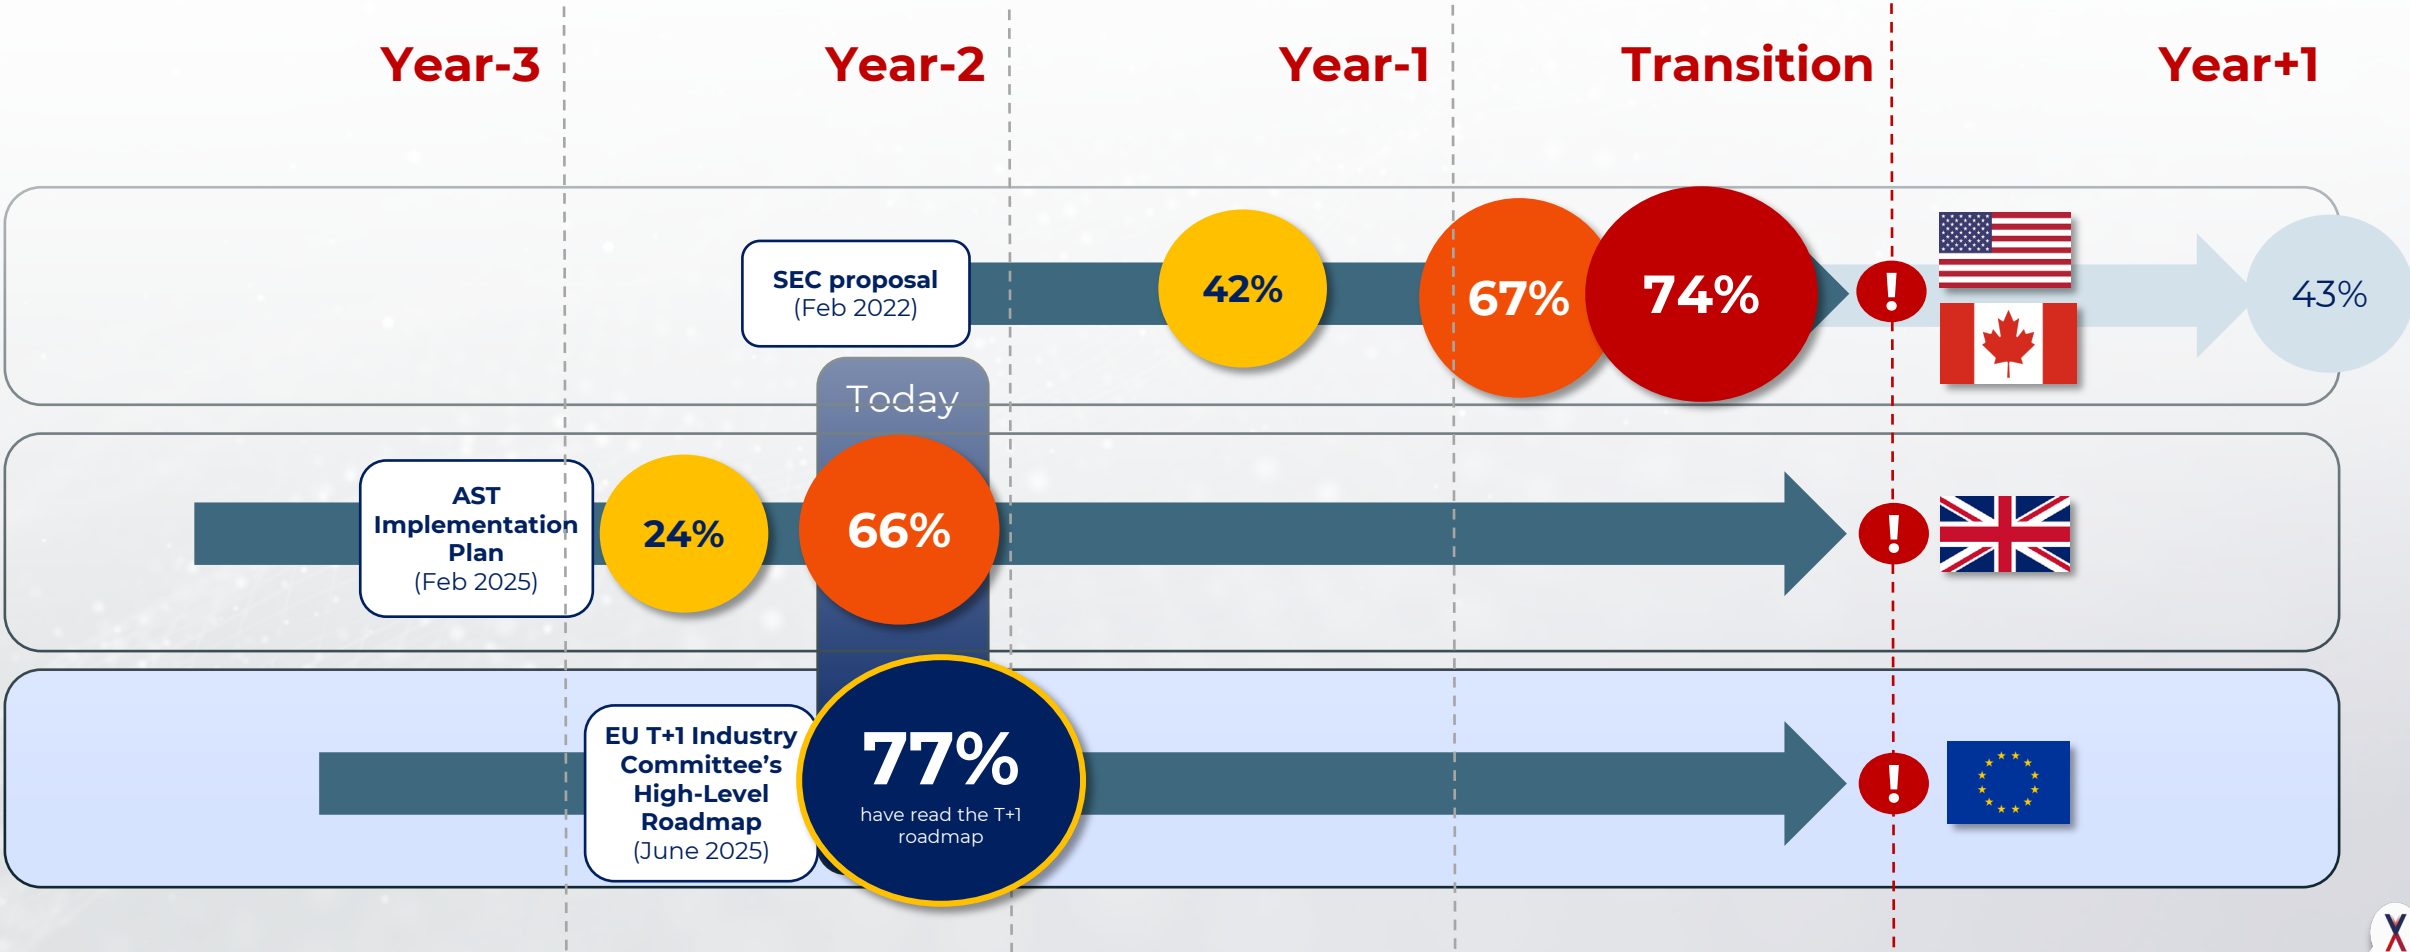 Year-3
Year-2
Year-1
Transition
Year+1
SEC proposal
(Feb 2022)
42%
67%
74%
!
43%
Today
AST
Implementation
Plan
(Feb 2025)
24%
66%
!
EU T+1 Industry
Committee’s
High-Level
Roadmap
(June 2025)
77%
have read the T+1
roadmap
!
X